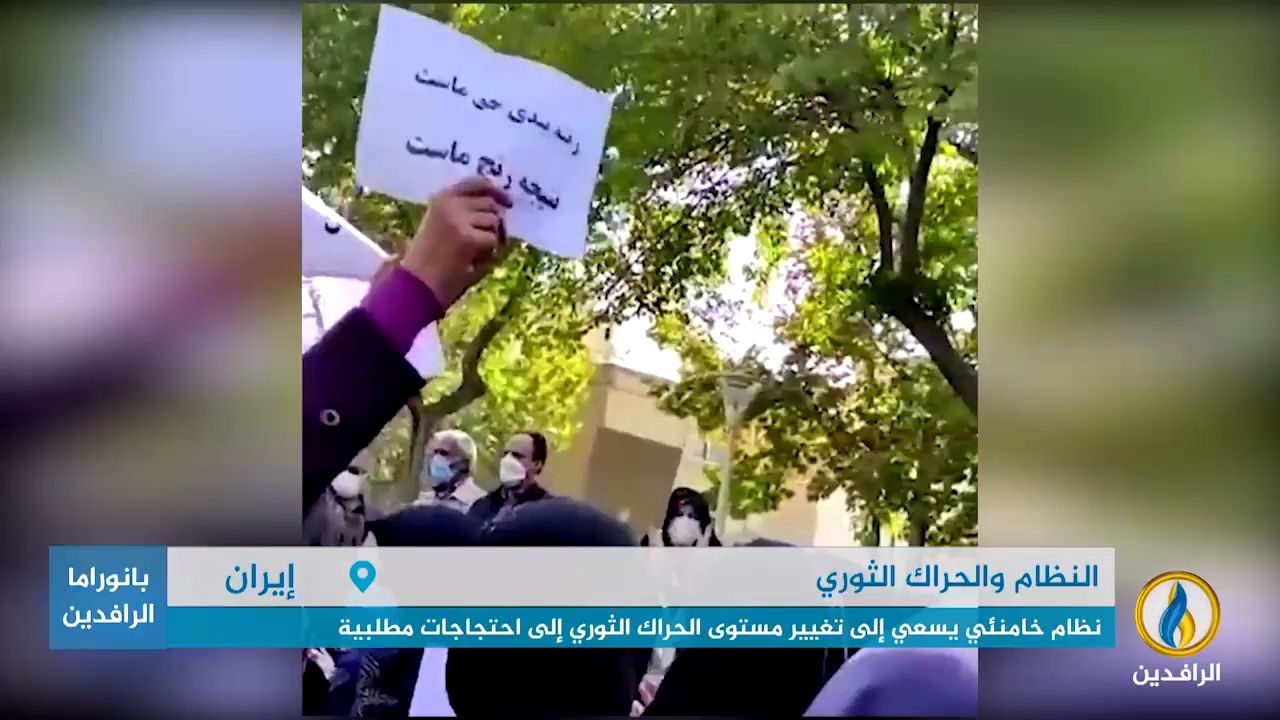 رتبه بندی حق ماست
نتیجه رنج ماست
النظام والحراك الثوري
إيران
نظام خامنئي يسعي إلى تغيير مستوى الحراك الثوري إلى احتجاجات مطلبية
بانوراما
الرافدين
الرافدين